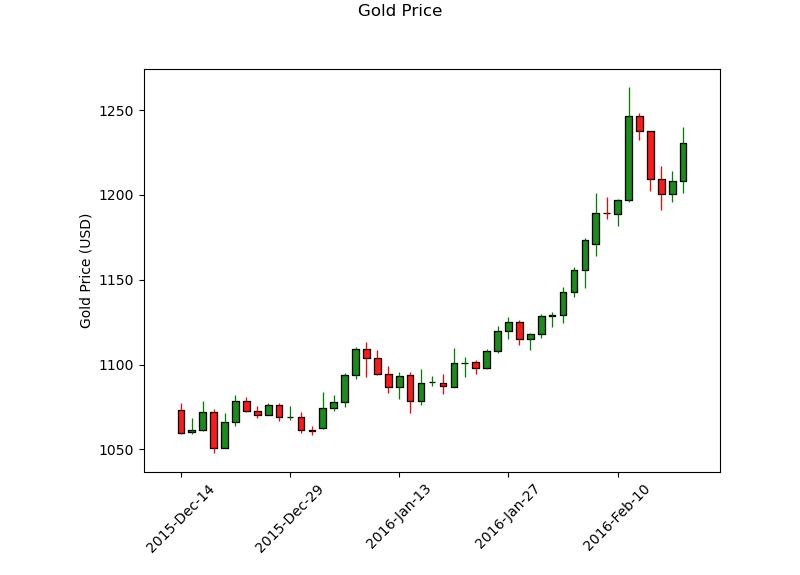 Gold Price
1250
1200
1150
1100
1050
Gold Price (USD)
2015-Dec-14
2015-Dec-29
2016-Jan-13
2016-Jan-27
2016-Feb-10